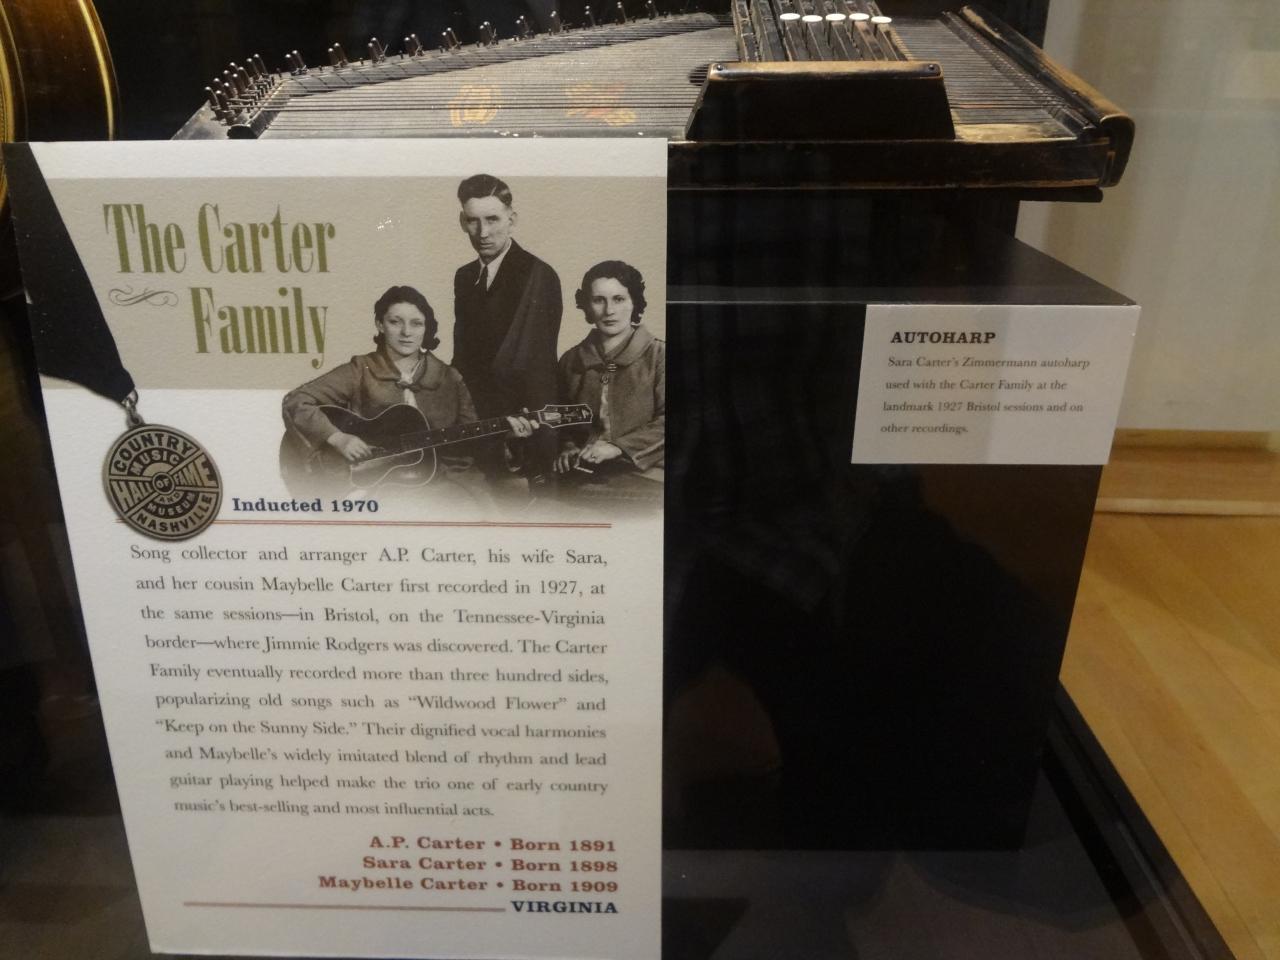 The Carter
Family
COUNTRY
MUSIC
HALL OF FAME
AND
MUSEUM
NASHVILLE
Inducted 1970
Song collector and arranger A.P. Carter, his wife Sara,
and her cousin Maybelle Carter first recorded in 1927, at
the same sessions—in Bristol, on the Tennessee-Virginia
border—where Jimmie Rodgers was discovered. The Carter
Family eventually recorded more than three hundred sides,
popularizing old songs such as “Wildwood Flower” and
“Keep on the Sunny Side.” Their dignified vocal harmonies
and Maybelle’s widely imitated blend of rhythm and lead
guitar playing helped make the trio one of early country
music’s best-selling and most influential acts.
A.P. Carter • Born 1891
Sara Carter • Born 1898
Maybelle Carter • Born 1909
VIRGINIA
AUTOHARP
Sara Carter’s Zimmermann autoharp
used with the Carter Family at the
landmark 1927 Bristol sessions and on
other recordings.